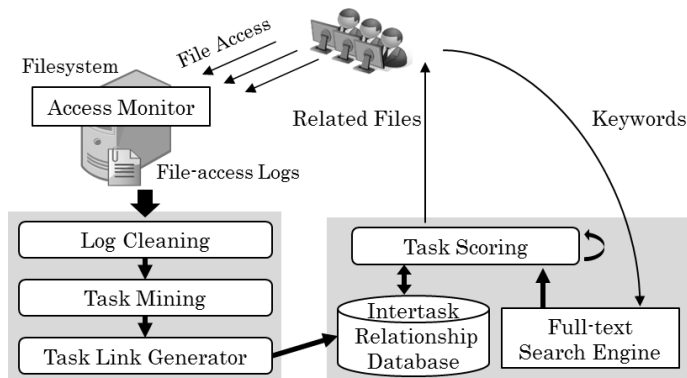 File Access
Filesystem
Access Monitor
File-access Logs
Related Files
Keywords
Log Cleaning
Task Mining
Task Link Generator
Task Scoring
Intertask
Relationship
Database
Full-text
Search Engine